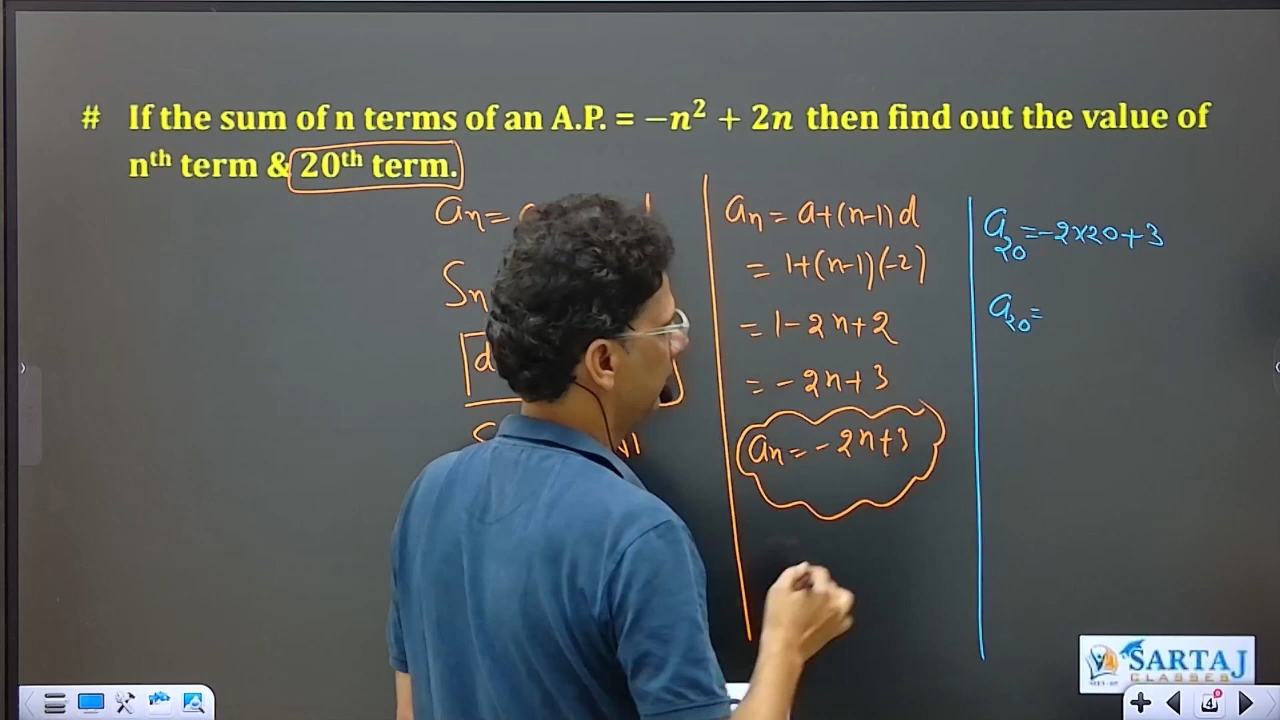 # If the sum of n terms of an A.P. = −n² + 2n then find out the value of
nth term & 20th term.
an =
Sn
d
an = a+(n-1)d
= 1+(n-1)(-2)
= 1-2n+2
= -2n+3
an = -2n+3
a20 = -2×20+3
a20 =
SARTAJ
CLASSES
4